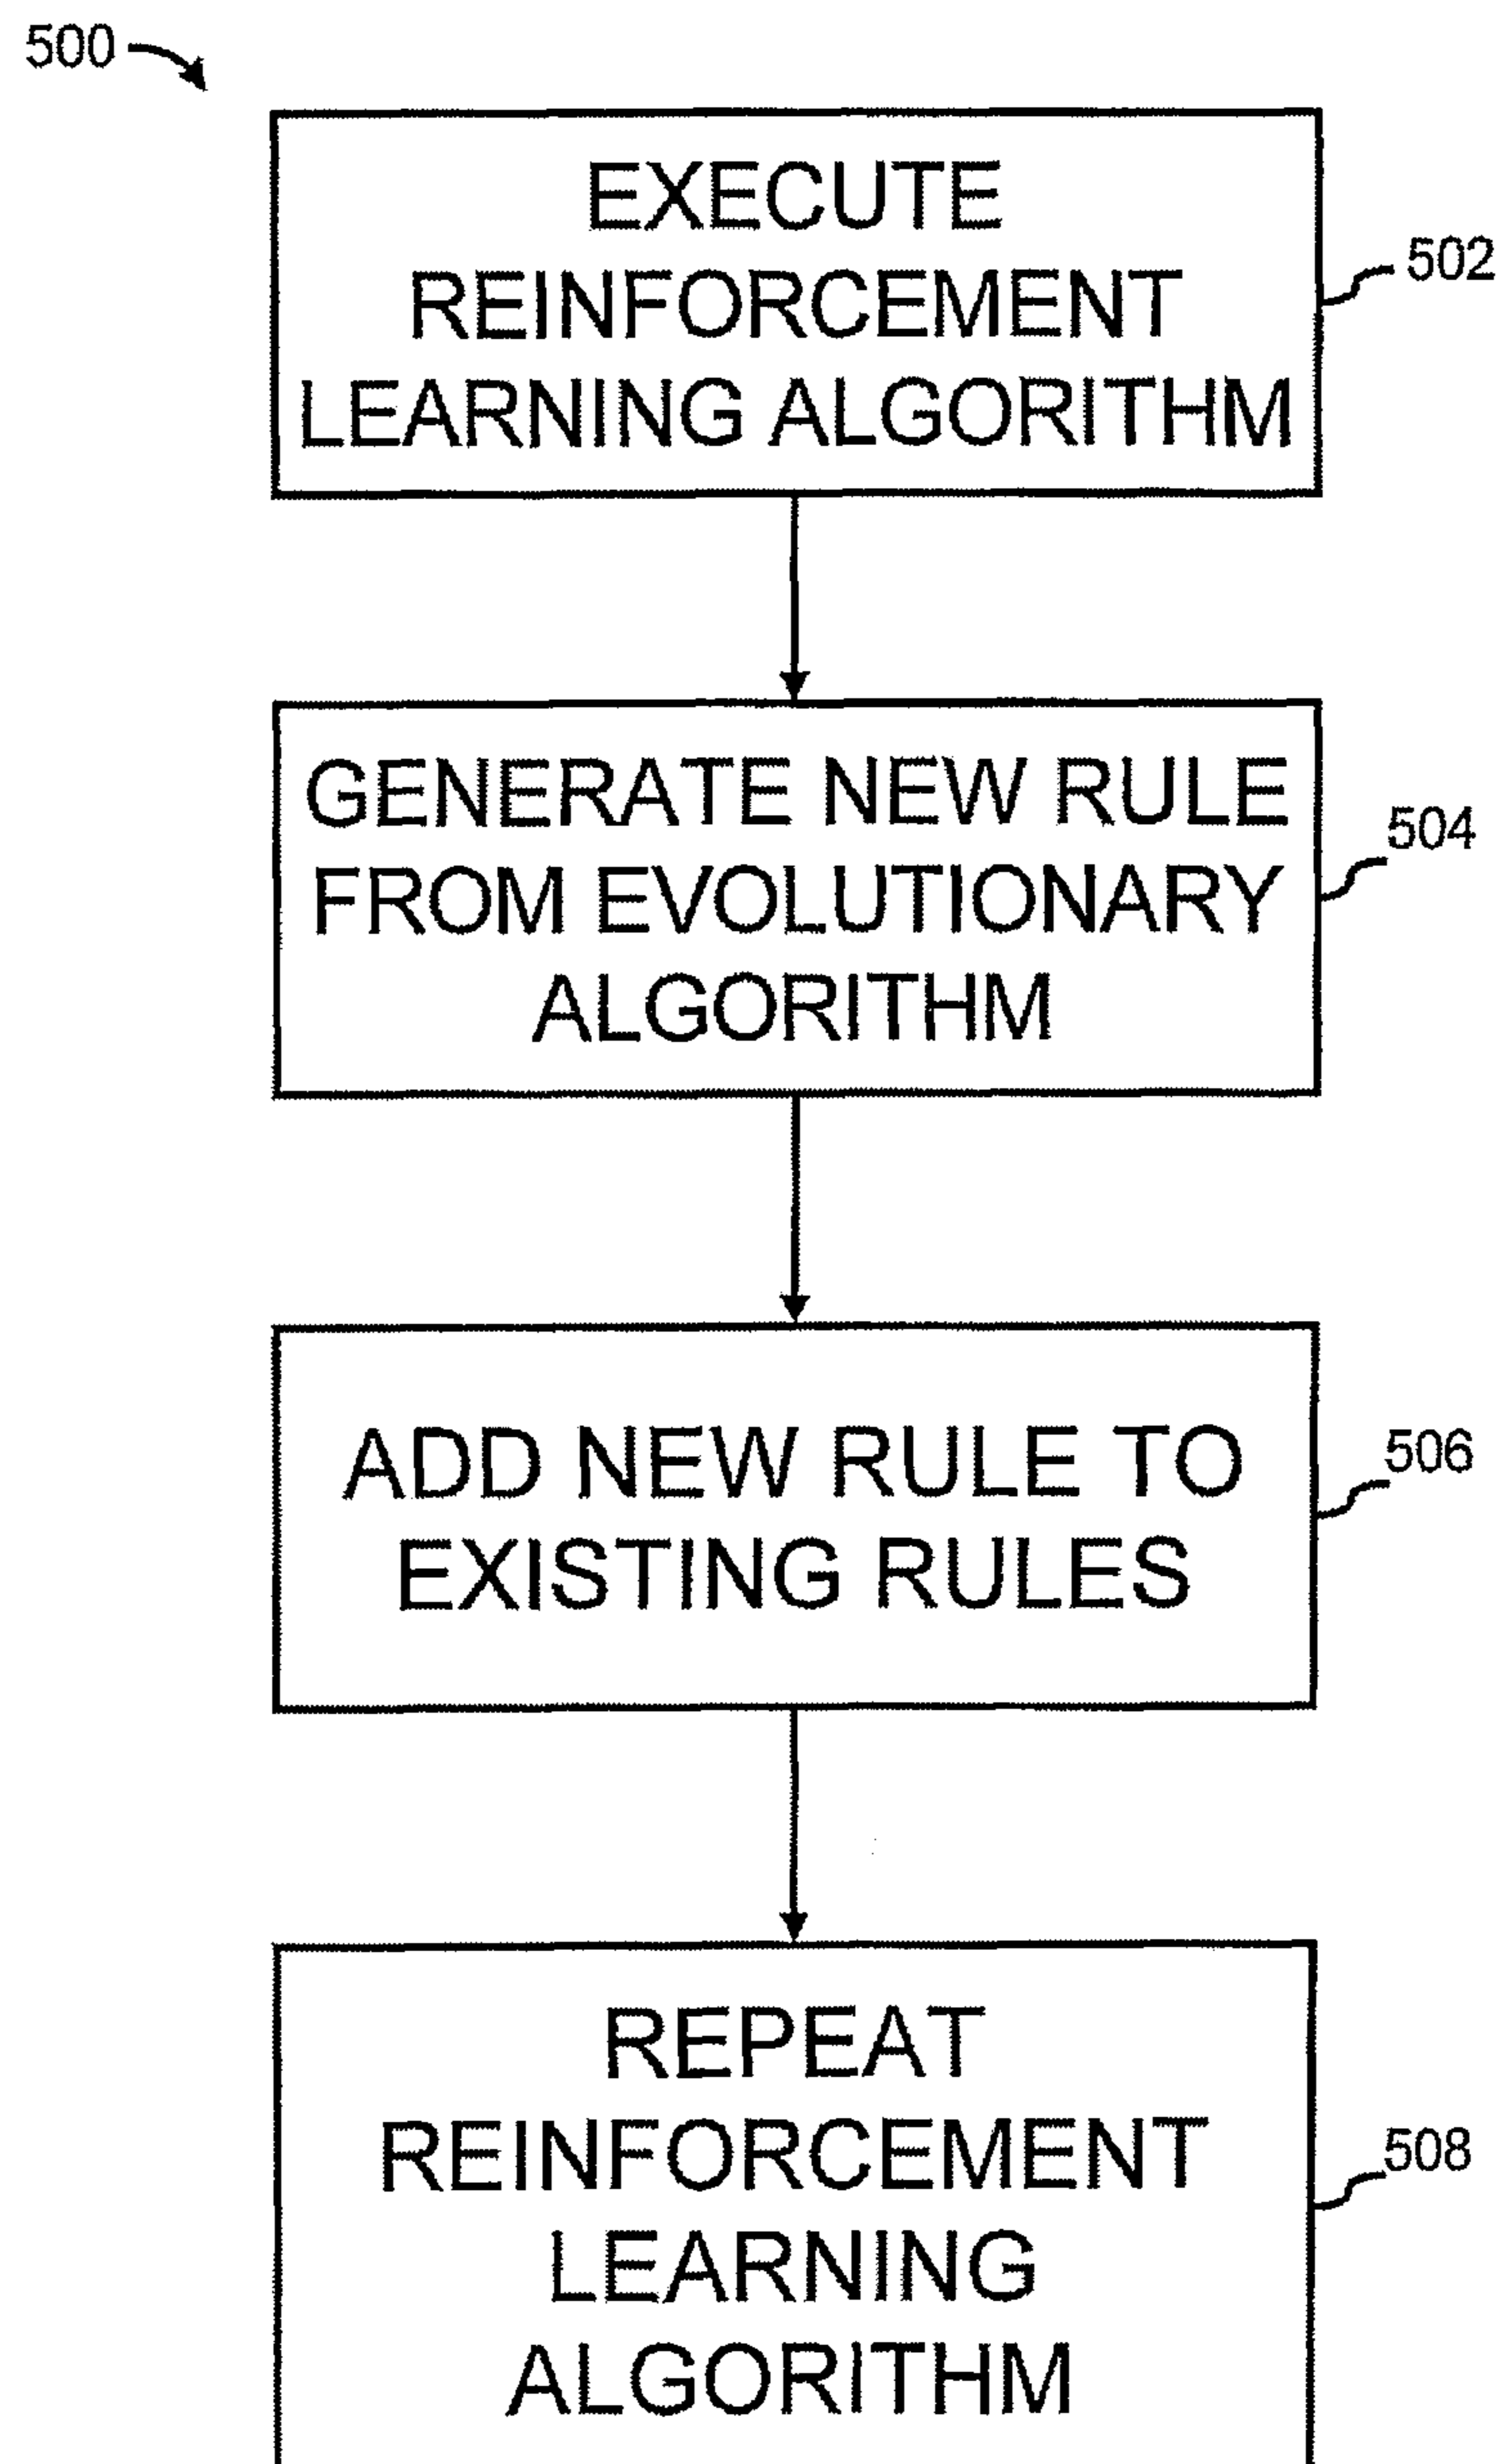 500
EXECUTE
REINFORCEMENT
LEARNING ALGORITHM
502
GENERATE NEW RULE
FROM EVOLUTIONARY
ALGORITHM
504
ADD NEW RULE TO
EXISTING RULES
506
REPEAT
REINFORCEMENT
LEARNING
ALGORITHM
508